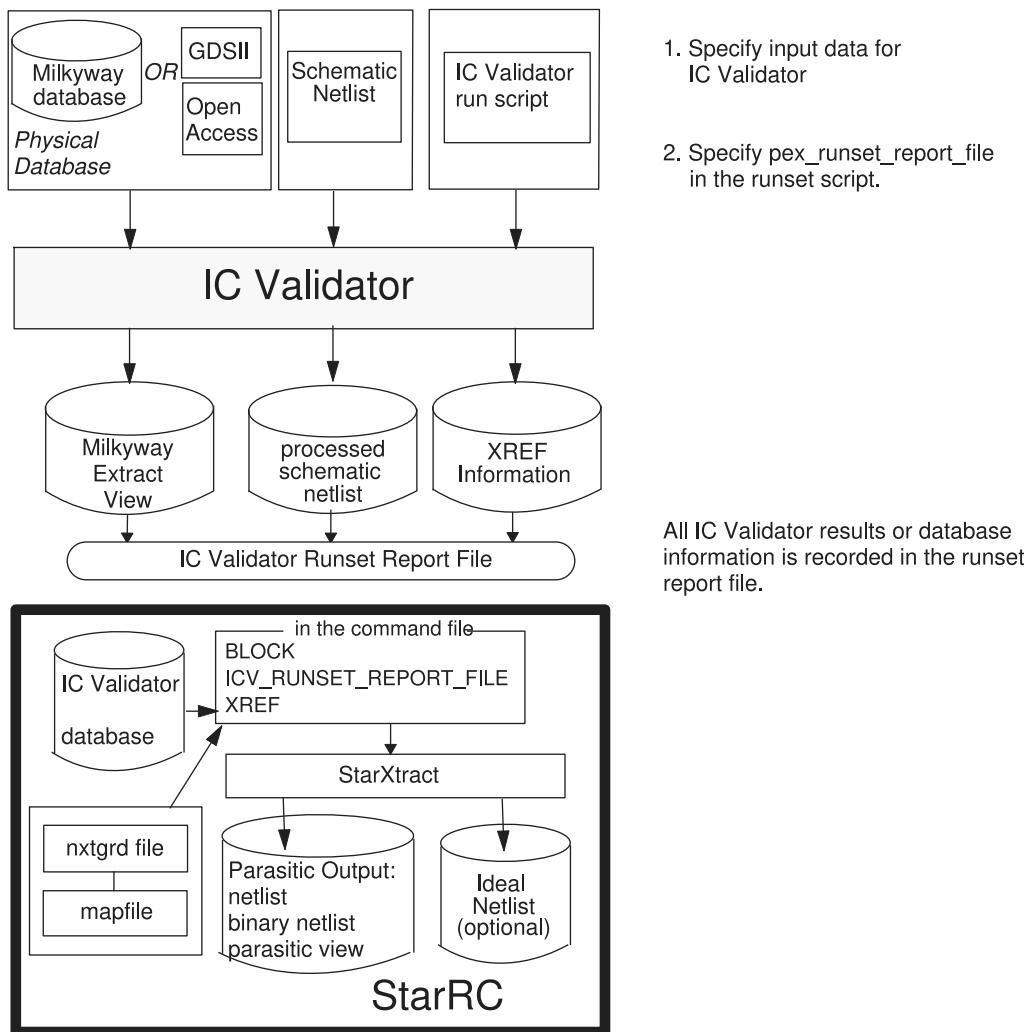 Milkyway
database
OR
GDSII
Open
Access
Physical
Database
Schematic
Netlist
IC Validator
run script
1. Specify input data for
IC Validator
2. Specify pex_runset_report_file
in the runset script.
IC Validator
Milkyway
Extract
View
processed
schematic
netlist
XREF
Information
IC Validator Runset Report File
All IC Validator results or database
information is recorded in the runset
report file.
IC Validator
database
in the command file
BLOCK
ICV_RUNSET_REPORT_FILE
XREF
StarXtract
nxtgrd file
mapfile
Parasitic Output:
netlist
binary netlist
parasitic view
Ideal
Netlist
(optional)
StarRC